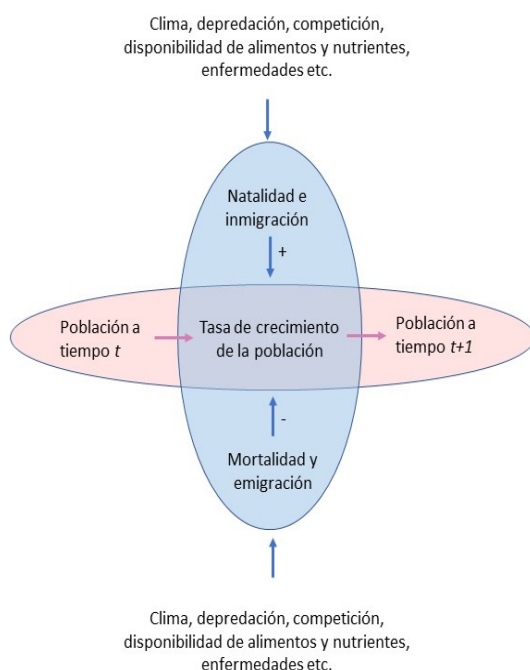 Clima, depredación, competición,
disponibilidad de alimentos y nutrientes,
enfermedades etc.
Natalidad e
inmigración
+
Población a
tiempo t
Tasa de crecimiento
de la población
Población a
tiempo t+1
-
Mortalidad y
emigración
Clima, depredación, competición,
disponibilidad de alimentos y nutrientes,
enfermedades etc.